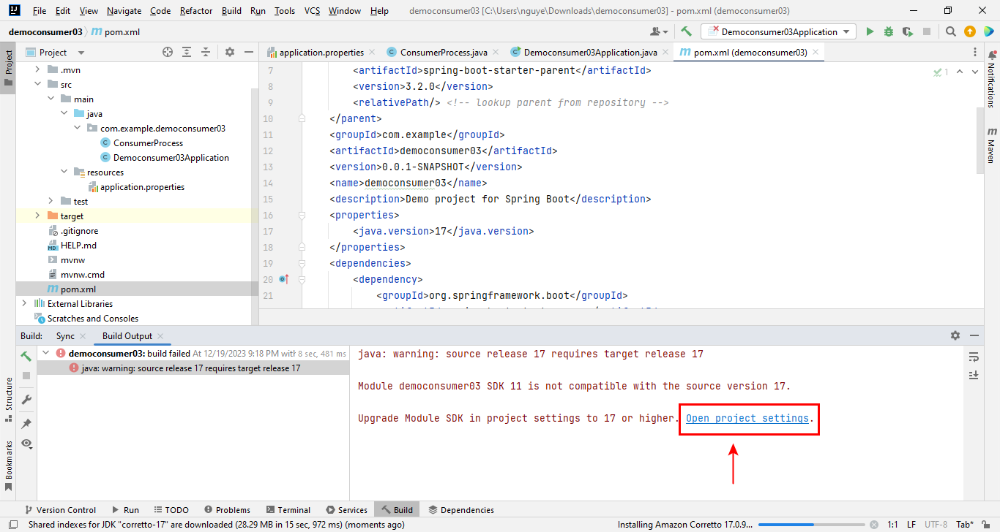 File Edit View Navigate Code Refactor Build Run Tools VCS Window Help democonsumer03 [C:\Users\nguye\Downloads\democonsumer03] - pom.xml (democonsumer03)
democonsumer03 pom.xml Democonsumer03Application
Project
application.properties ConsumerProcess.java Democonsumer03Application.java pom.xml (democonsumer03)
Project
Structure
Bookmarks
.mvn
src
main
java
com.example.democonsumer03
ConsumerProcess
Democonsumer03Application
resources
application.properties
test
target
.gitignore
HELP.md
mvnw
mvnw.cmd
pom.xml
External Libraries
Scratches and Consoles
7 <artifactId>spring-boot-starter-parent</artifactId>
8 <version>3.2.0</version>
9 <relativePath/> <!-- lookup parent from repository -->
10 </parent>
11 <groupId>com.example</groupId>
12 <artifactId>democonsumer03</artifactId>
13 <version>0.0.1-SNAPSHOT</version>
14 <name>democonsumer03</name>
15 <description>Demo project for Spring Boot</description>
16 <properties>
17 <java.version>17</java.version>
18 </properties>
19 <dependencies>
20 <dependency>
21 <groupId>org.springframework.boot</groupId>
1
Notifications
Maven
Build: Sync Build Output
democonsumer03: build failed At 12/19/2023 9:18 PM with 8 sec, 481 ms
java: warning: source release 17 requires target release 17
java: warning: source release 17 requires target release 17
Module democonsumer03 SDK 11 is not compatible with the source version 17.
Upgrade Module SDK in project settings to 17 or higher. Open project settings.
Version Control Run TODO Problems Terminal Services Build Dependencies
Shared indexes for JDK "corretto-17" are downloaded (28.29 MB in 15 sec, 972 ms) (moments ago) Installing Amazon Corretto 17.0.9... 1:1 LF UTF-8 Tab*